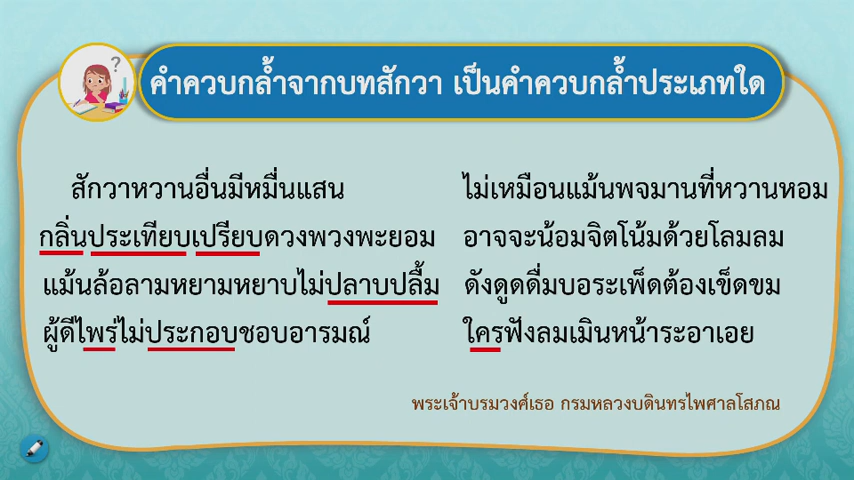 คำควบกล้ำจากบทสักวา เป็นคำควบกล้ำประเภทใด
สักวาหวานอื่นมีหมื่นแสน ไม่เหมือนแม้นพจมานที่หวานหอม
กลิ่นประเทียบเปรียบดวงพวงพะยอม อาจจะน้อมจิตโน้มด้วยโลมลม
แม้นล้อลามหยามหยาบไม่ปลาบปลื้ม ดังดูดดื่มบอระเพ็ดต้องเข็ดขม
ผู้ดีไพร่ไม่ประกอบชอบอารมณ์ ใครฟังลมเมินหน้าระอาเอย
พระเจ้าบรมวงศ์เธอ กรมหลวงบดินทรไพศาลโสภณ